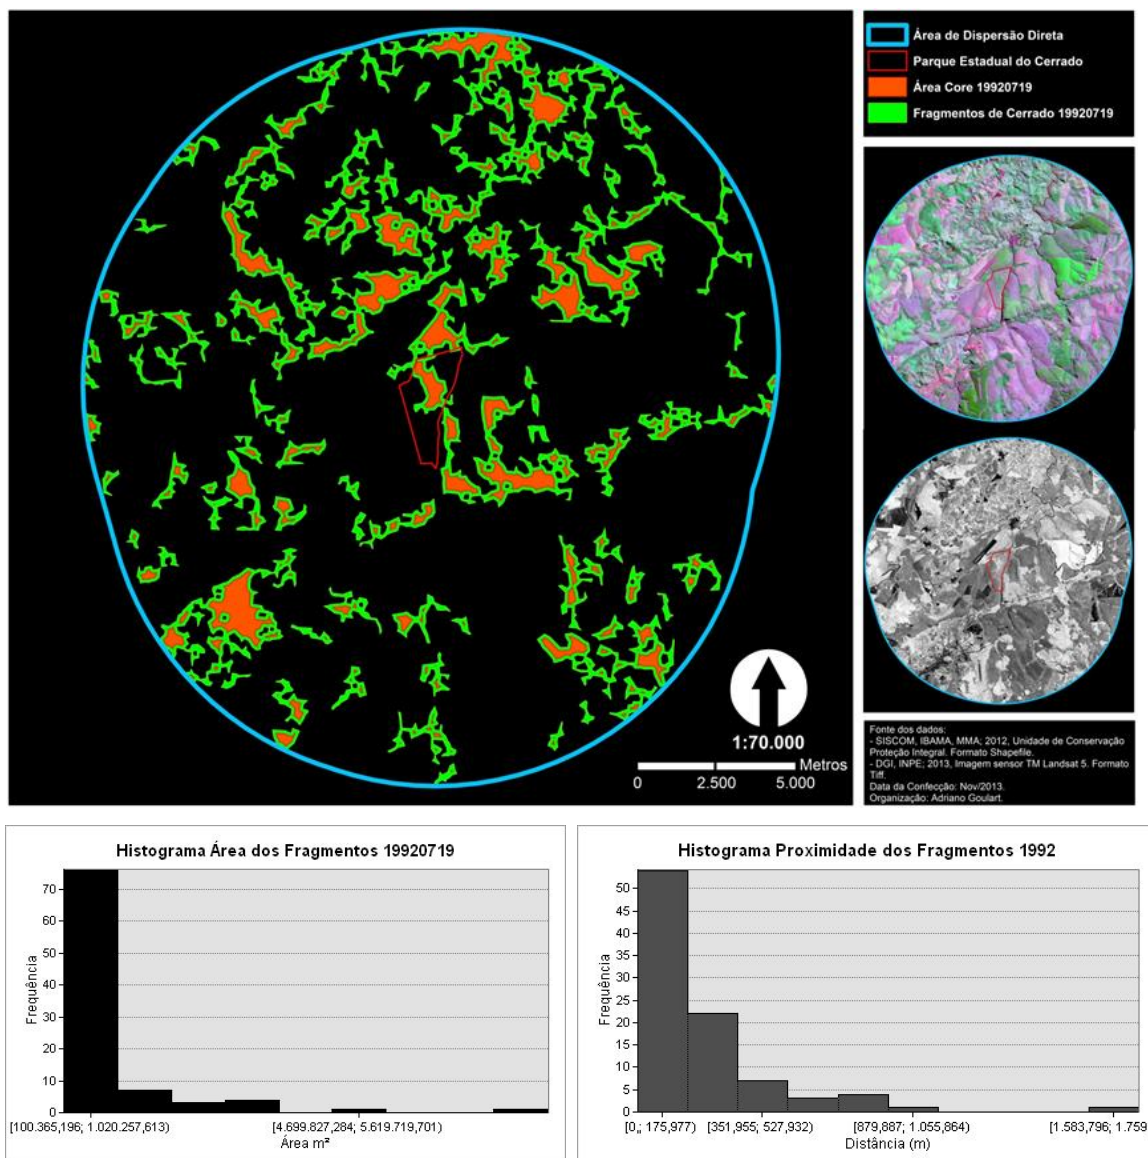 Área de Dispersão Direta
Parque Estadual do Cerrado
Área Core 19920719
Fragmentos de Cerrado 19920719
1:70.000
Metros
0 2.500 5.000
Fonte dos dados:
- SISCOM, IBAMA, MMA; 2012, Unidade de Conservação
Proteção Integral. Formato Shapefile.
- DGI, INPE; 2013, Imagem sensor TM Landsat 5. Formato
Tiff.
Data da Confecção: Nov/2013.
Organização: Adriano Goulart.
Histograma Área dos Fragmentos 19920719
Frequência
70
60
50
40
30
20
10
0
[100.365,196; 1.020.257,613) [4.699.827,284; 5.619.719,701)
Área m²
Histograma Proximidade dos Fragmentos 1992
Frequência
50
45
40
35
30
25
20
15
10
5
0
[0,; 175,977) [351,955; 527,932) [879,887; 1.055,864) [1.583,796; 1.759
Distância (m)